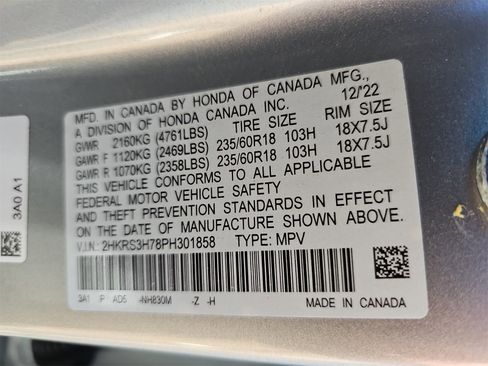 MFD. IN CANADA BY HONDA OF CANADA MFG.,
A DIVISION OF HONDA CANADA INC. 12/'22
GVWR 2160KG (4761LBS) TIRE SIZE RIM SIZE
GAWR F 1120KG (2469LBS) 235/60R18 103H 18X7.5J
GAWR R 1070KG (2358LBS) 235/60R18 103H 18X7.5J
THIS VEHICLE CONFORMS TO ALL APPLICABLE
FEDERAL MOTOR VEHICLE SAFETY
AND THEFT PREVENTION STANDARDS IN EFFECT
ON THE DATE OF MANUFACTURE SHOWN ABOVE.
V.I.N.: 2HKRS3H78PH301858 TYPE: MPV
3A1 P AD5 -NH830M -Z -H
MADE IN CANADA
3A0 A1